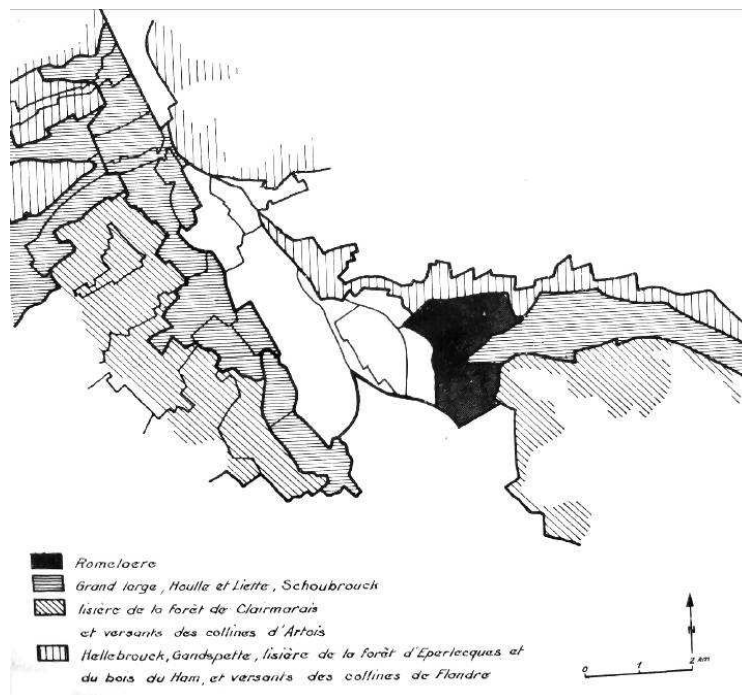 Romelaere
Grand large, Houlle et Liette, Schoubrouck
lisière de la forêt de Clairmarais
et versants des collines d'Artois
Hellebrouck, Gandspette, lisière de la forêt d'Eperlecques et
du bois du Ham, et versants des collines de Flandre
N
0 1 2 km